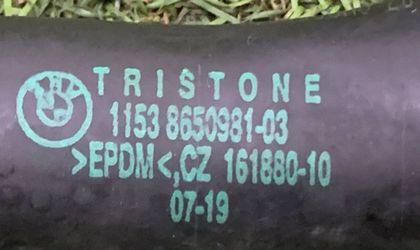 TRISTONE
1153 8650981-03
>EPDM<,CZ 161880-10
07-19